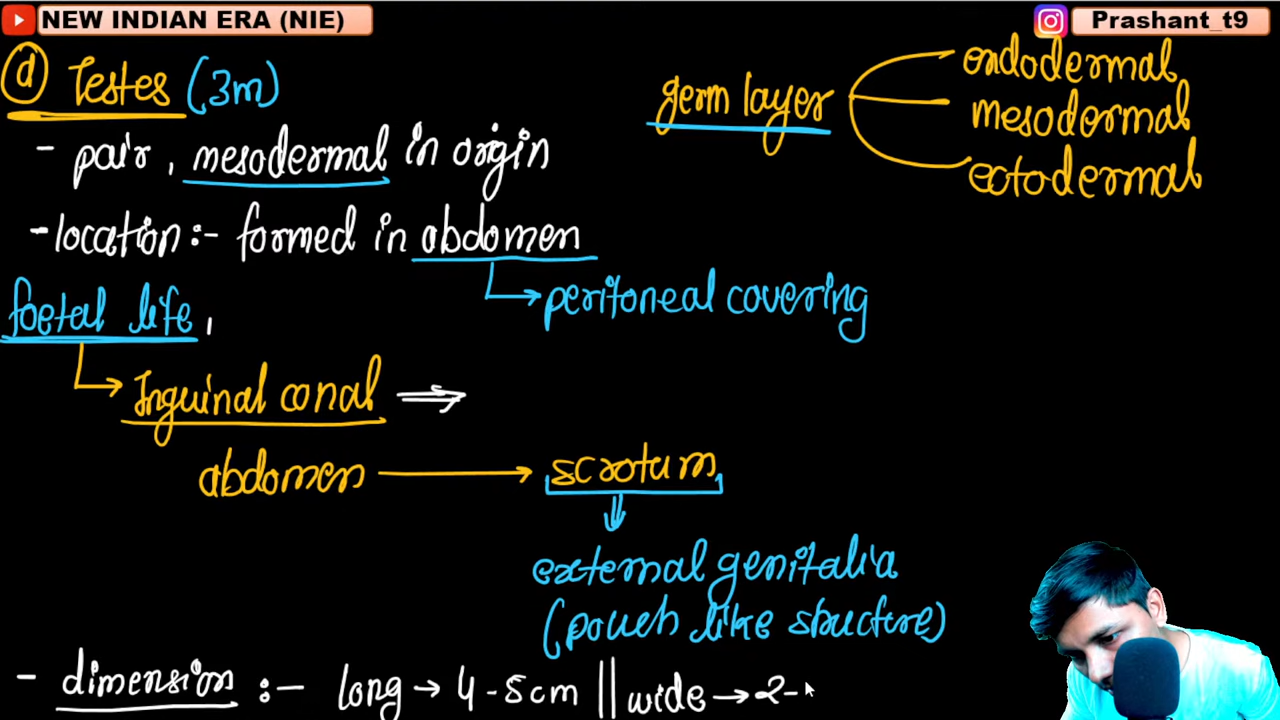 NEW INDIAN ERA (NIE)
Prashant_t9
d Testes (3m)
germ layer
endodermal
mesodermal
ectodermal
- pair, mesodermal in origin
- location :- formed in abdomen
peritoneal covering
foetal life,
Inguinal canal ⇒
abdomen → scrotum
external genitalia
(pouch like structure)
- dimension :- long → 4-5cm || wide → 2-